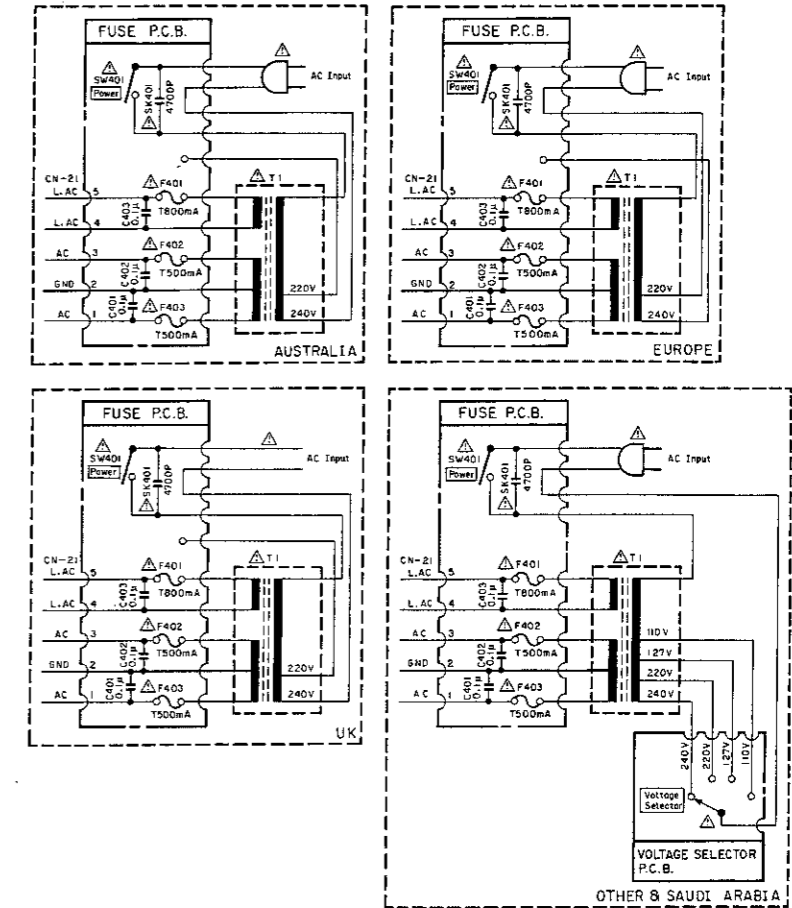 FUSE P.C.B.
SW401
Power
SK401
4700P
AC Input
CN-21
L.AC 5
L.AC 4
AC 3
GND 2
AC 1
F401
T800mA
C403
0.1μ
F402
T500mA
C402
0.1μ
C401
0.1μ
F403
T500mA
T1
220V
240V
AUSTRALIA
FUSE P.C.B.
SW401
Power
SK401
4700P
AC Input
CN-21
L.AC 5
L.AC 4
AC 3
GND 2
AC 1
F401
T800mA
C403
0.1μ
F402
T500mA
C402
0.1μ
C401
0.1μ
F403
T500mA
T1
220V
240V
EUROPE
FUSE P.C.B.
SW401
Power
SK401
4700P
AC Input
CN-21
L.AC 5
L.AC 4
AC 3
GND 2
AC 1
F401
T800mA
C403
0.1μ
F402
T500mA
C402
0.1μ
C401
0.1μ
F403
T500mA
T1
220V
240V
UK
FUSE P.C.B.
SW401
Power
SK401
4700P
AC Input
CN-21
L.AC 5
L.AC 4
AC 3
GND 2
AC 1
F401
T800mA
C403
0.1μ
F402
T500mA
C402
0.1μ
C401
0.1μ
F403
T500mA
T1
110V
127V
220V
240V
240V
220V
127V
110V
Voltage
Selector
VOLTAGE SELECTOR
P.C.B.
OTHER & SAUDI ARABIA